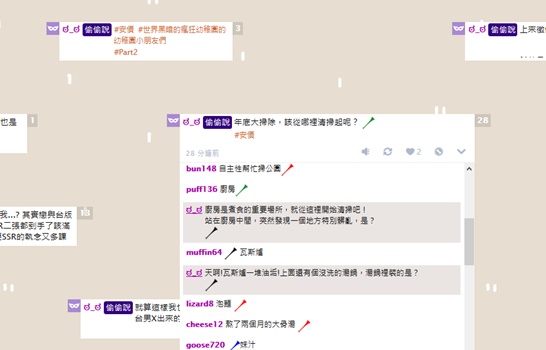 ಠ_ಠ 偷偷說 #安價 #世界黑暗的瘋狂幼稚園的
幼稚園小朋友們
#Part2
3
ಠ_ಠ 偷偷說 上來徵
也是
1
ಠ_ಠ 偷偷說 年底大掃除，該從哪裡清掃起呢？
#安價
28
28 分鐘前
2
bun148 自主性幫忙掃公園
puff136 廚房
ಠ_ಠ 廚房是煮食的重要場所，就從這裡開始清掃吧！
站在廚房中間，突然發現一個地方特別髒亂，是？
muffin64 瓦斯爐
ಠ_ಠ 天啊!瓦斯爐一堆油垢!上面還有個沒洗的湯鍋，湯鍋裡裝的是？
lizard8 泡麵
cheese12 熬了兩個月的大骨湯
goose720 妹汁
我...? 其實戀與台版
R二張都到手了該滿
SSR的執念又多課
13
ಠ_ಠ 偷偷說 就算這樣我也
台男X出來的